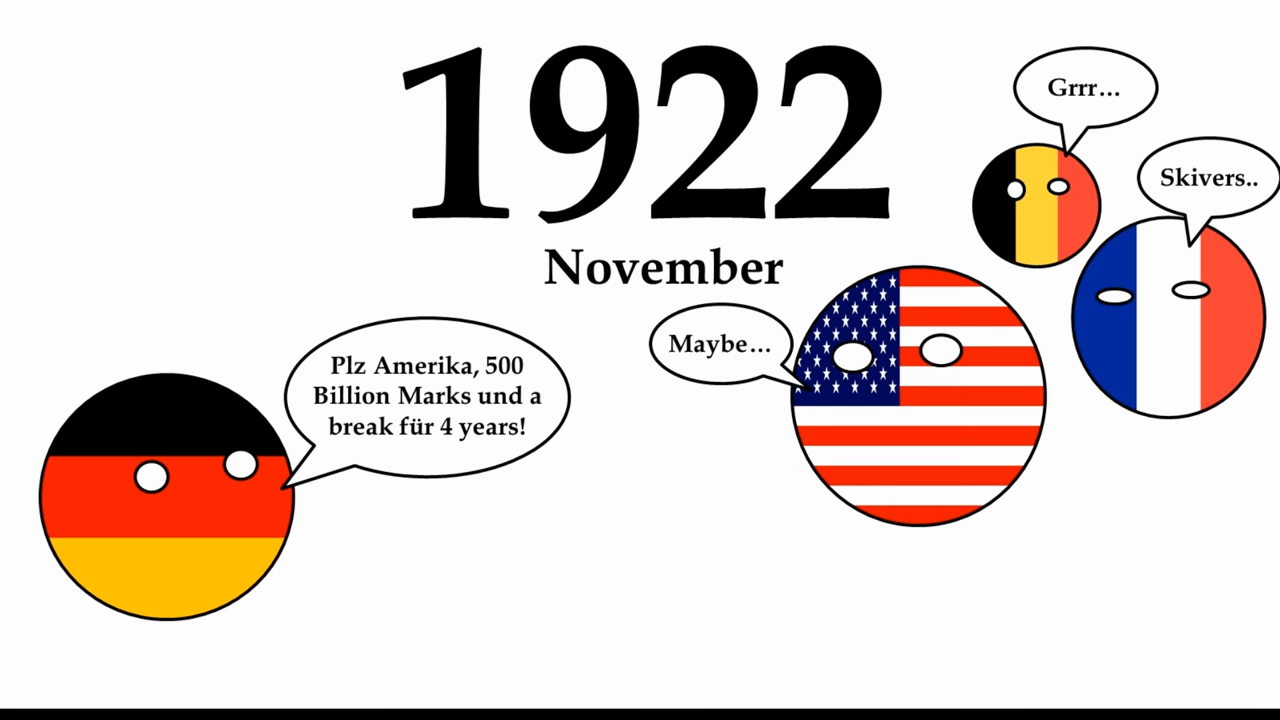 1922
November
Grrr…
Skivers..
Maybe…
Plz Amerika, 500
Billion Marks und a
break für 4 years!